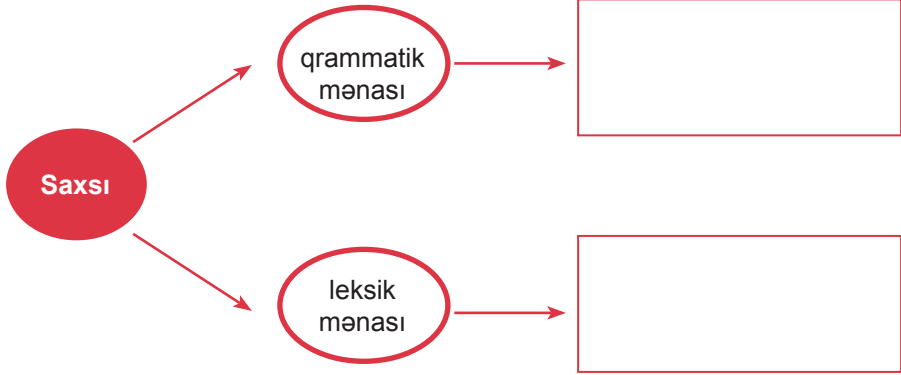 qrammatik
mənası
Saxsı
leksik
mənası